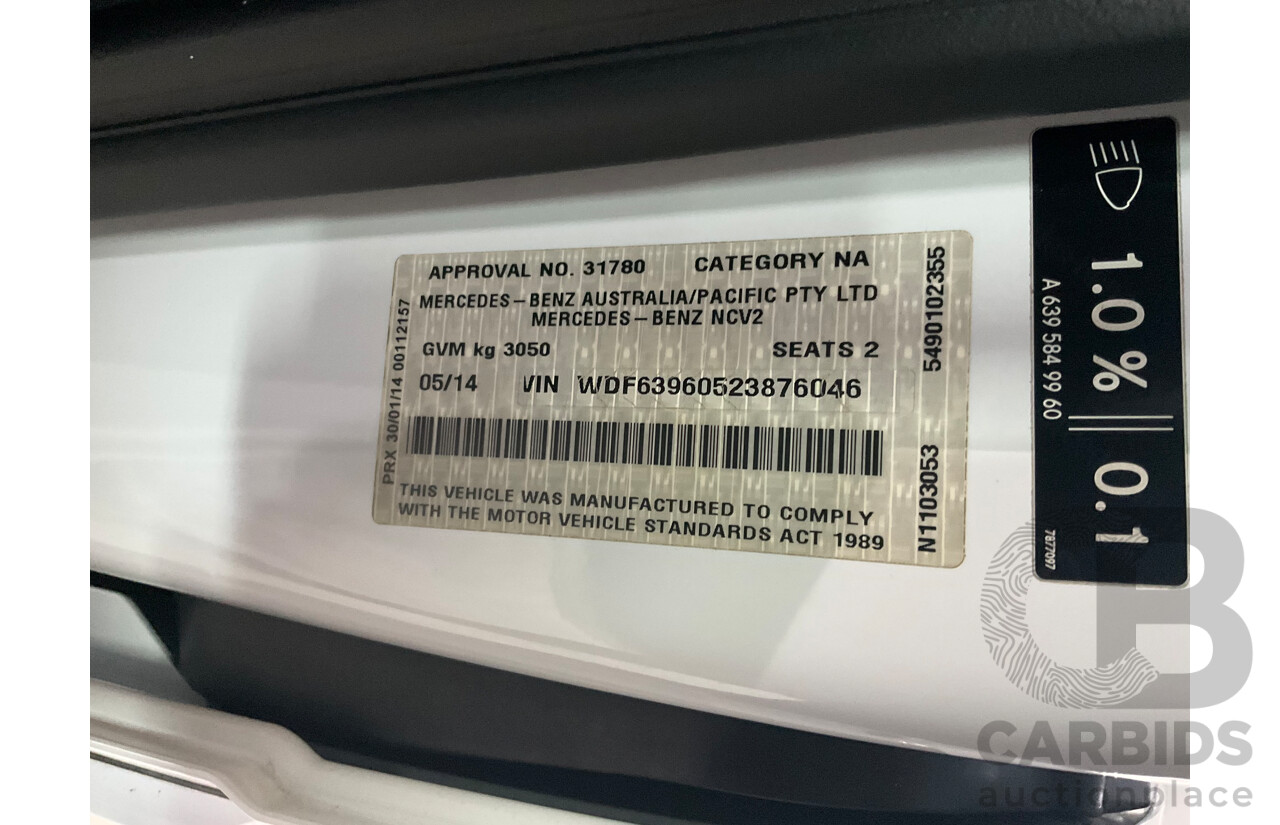 APPROVAL NO. 31780 CATEGORY NA
MERCEDES-BENZ AUSTRALIA/PACIFIC PTY LTD
MERCEDES-BENZ NCV2
GVM kg 3050 SEATS 2
05/14 VIN WDF63960523876046
THIS VEHICLE WAS MANUFACTURED TO COMPLY
WITH THE MOTOR VEHICLE STANDARDS ACT 1989
PRX 30/01/14 00112157
N1103053 5490102355
1.0% 0.1
A 639 584 99 60
7877097
CB
CARBIDS
auctionplace